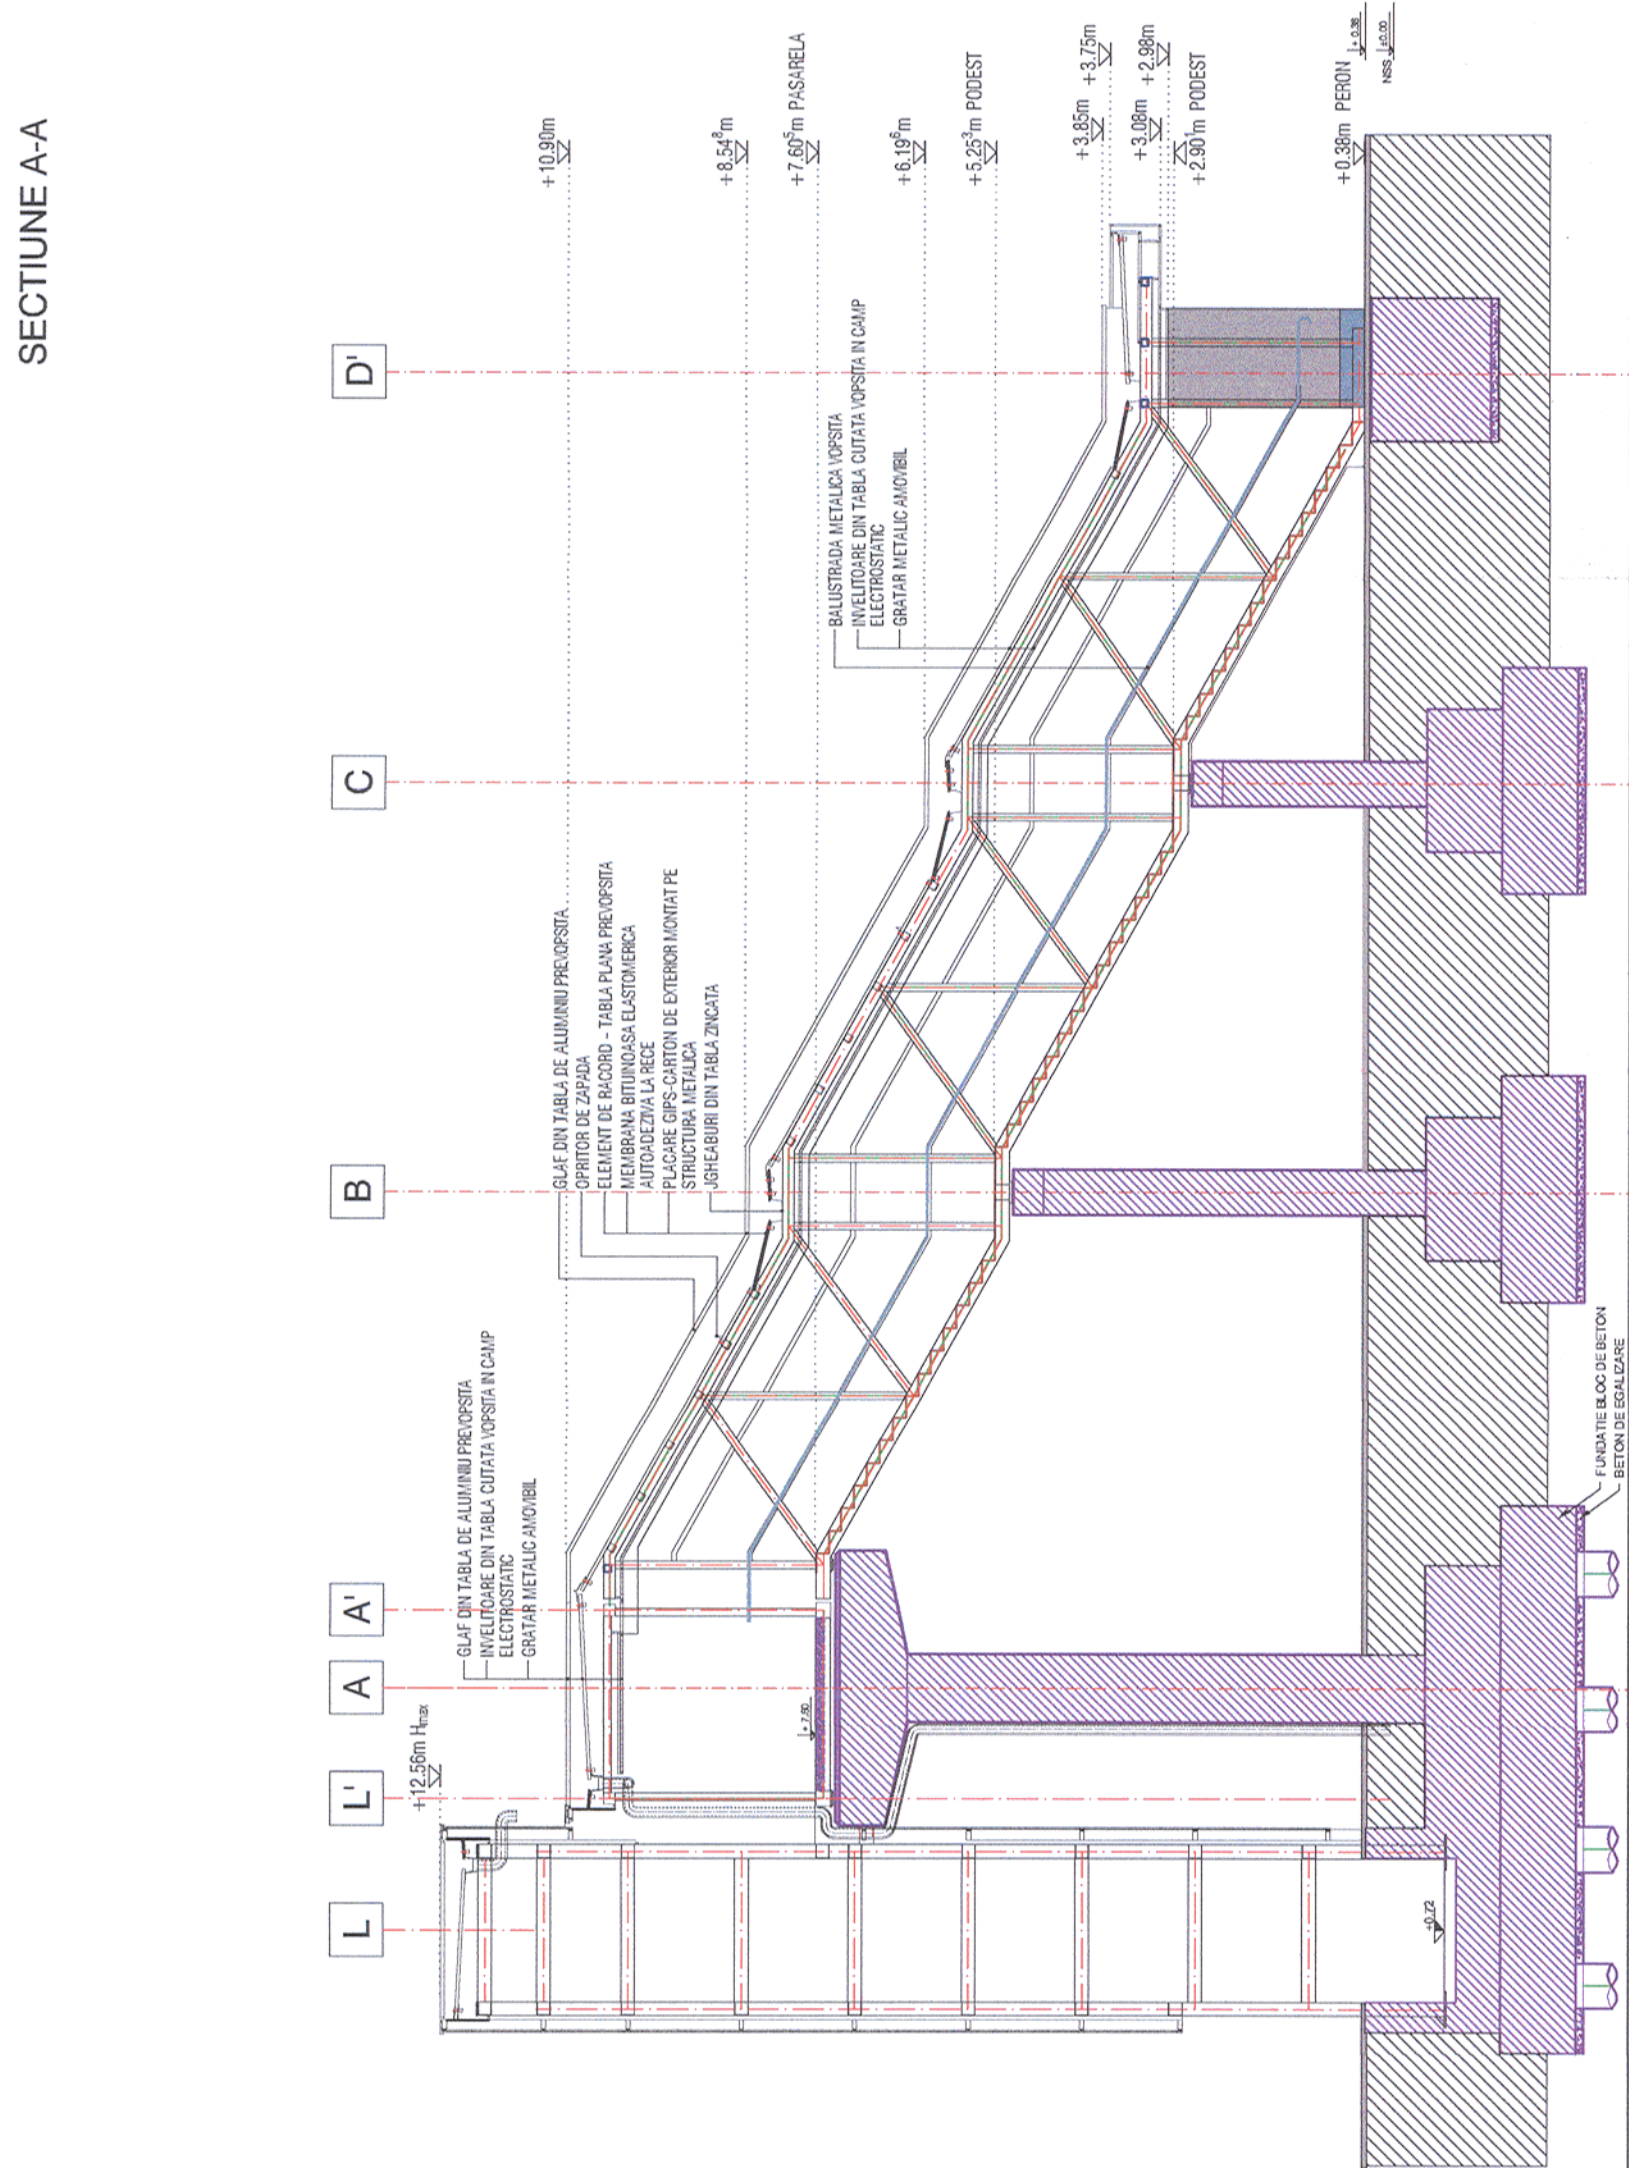 SECTIUNE A-A
L
L'
A
A'
B
C
D'
+12.56m Hmax
GLAF DIN TABLA DE ALUMINIU PREVOPSITA
INVELITOARE DIN TABLA CUTATA VOPSITA IN CAMP
ELECTROSTATIC
GRATAR METALIC AMOVIBIL
GLAF DIN TABLA DE ALUMINIU PREVOPSITA
OPRITOR DE ZAPADA
ELEMENT DE RACORD - TABLA PLANA PREVOPSITA
MEMBRANA BITUINOASA ELASTOMERICA
AUTOADEZIVA LA RECE
PLACARE GIPS-CARTON DE EXTERIOR MONTAT PE
STRUCTURA METALICA
JGHEABURI DIN TABLA ZINCATA
BALUSTRADA METALICA VOPSITA
INVELITOARE DIN TABLA CUTATA VOPSITA IN CAMP
ELECTROSTATIC
GRATAR METALIC AMOVIBIL
+10.90m
+8.54⁸m
+7.60⁵m PASARELA
+6.19⁶m
+5.25³m PODEST
+3.85m
+3.75m
+3.08m
+2.98m
+2.90¹m PODEST
+0.38m PERON
+0.38
NSS ±0.00
+7.60
+0.72
FUNDATIE BLOC DE BETON
BETON DE EGALIZARE